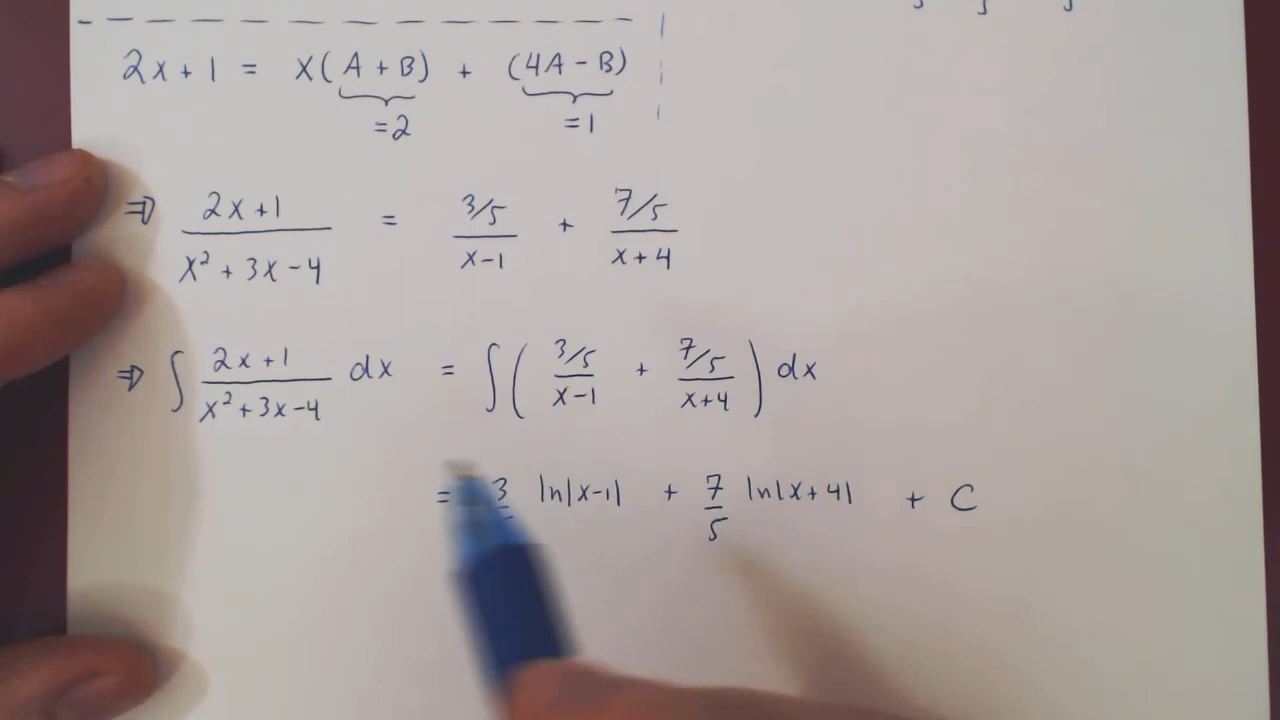 2x + 1 = x(A + B) + (4A - B)
=2 =1
⇒ 2x+1 / x² + 3x - 4 = 3/5 / x-1 + 7/5 / x+4
⇒ ∫ 2x+1 / x²+3x-4 dx = ∫ ( 3/5 / x-1 + 7/5 / x+4 ) dx
= 3 ln|x-1| + 7/5 ln|x+4| + C